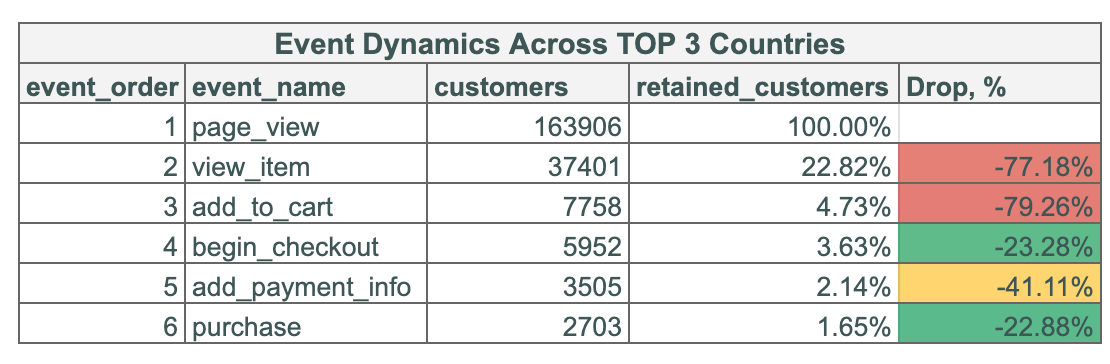 Event Dynamics Across TOP 3 Countries
event_order event_name customers retained_customers Drop, %
1 page_view 163906 100.00%
2 view_item 37401 22.82% -77.18%
3 add_to_cart 7758 4.73% -79.26%
4 begin_checkout 5952 3.63% -23.28%
5 add_payment_info 3505 2.14% -41.11%
6 purchase 2703 1.65% -22.88%